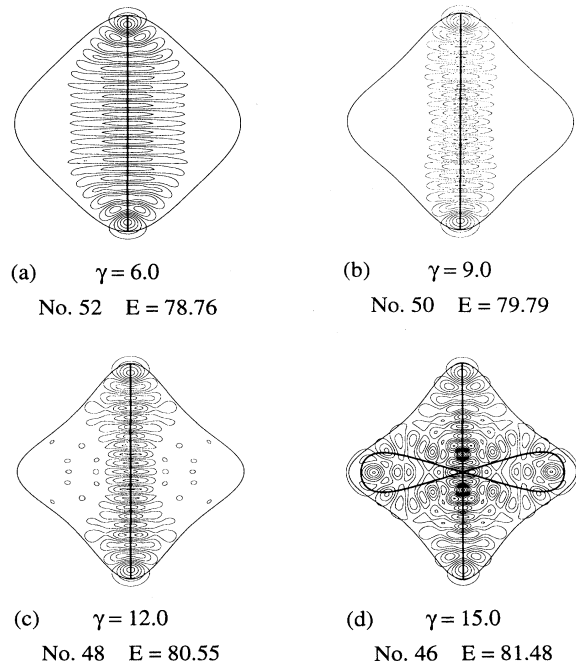 (a) γ = 6.0
No. 52 E = 78.76
(b) γ = 9.0
No. 50 E = 79.79
(c) γ = 12.0
No. 48 E = 80.55
(d) γ = 15.0
No. 46 E = 81.48